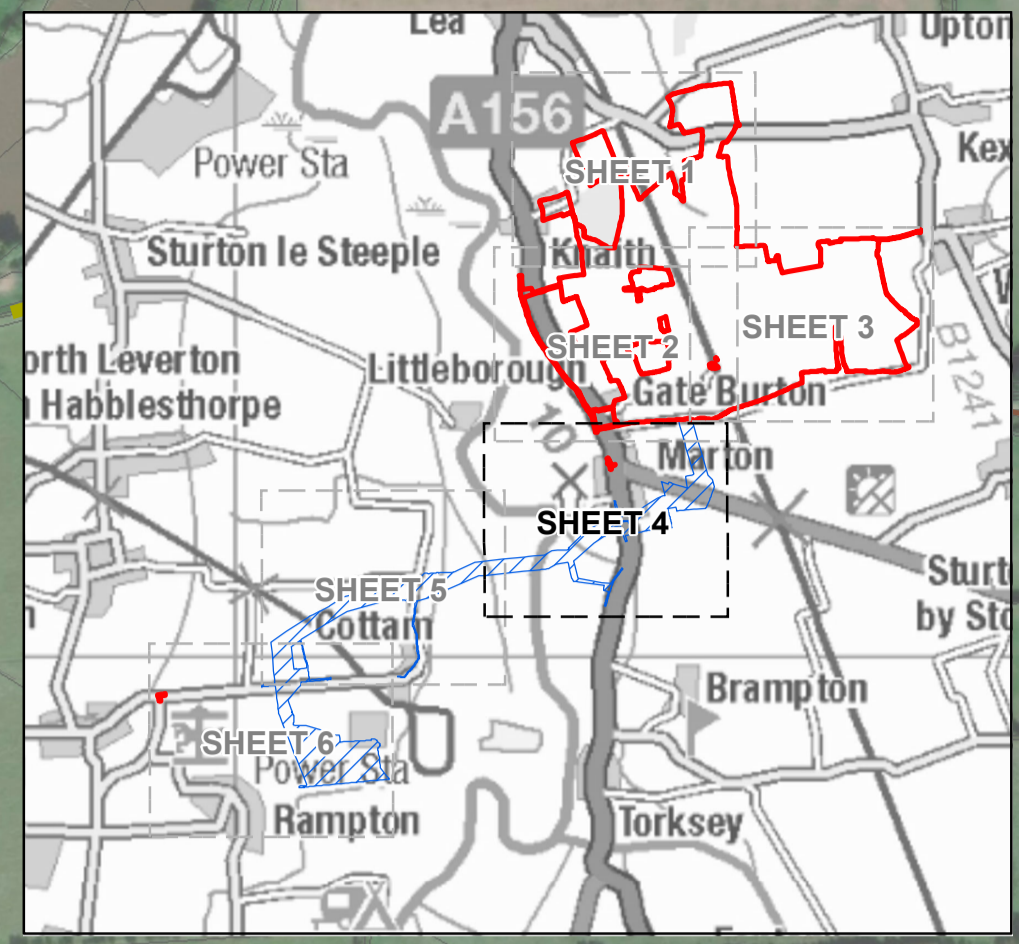 Lea
Upton
A156
Kex
Power Sta
SHEET 1
Sturton le Steeple
Knaith
SHEET 3
SHEET 2
orth Leverton
Littleborough
Habblesthorpe
Gate Burton
B1241
10
Marton
SHEET 4
Sturt
by Sto
SHEET 5
Cottam
Brampton
SHEET 6
Power Sta
Rampton
Torksey